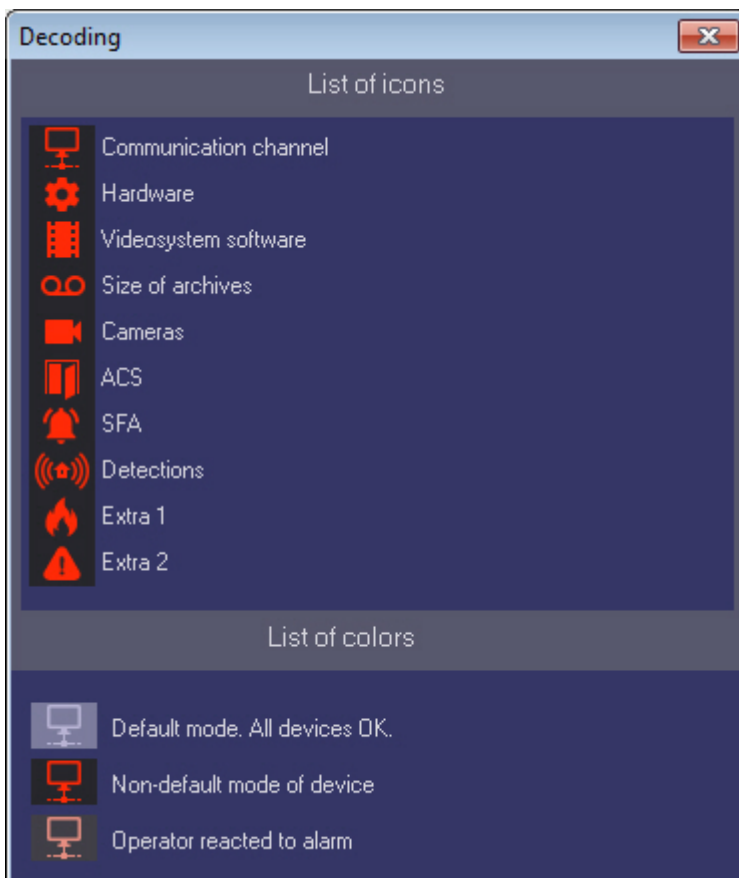 Decoding
List of icons
Communication channel
Hardware
Videosystem software
Size of archives
Cameras
ACS
SFA
Detections
Extra 1
Extra 2
List of colors
Default mode. All devices OK.
Non-default mode of device
Operator reacted to alarm